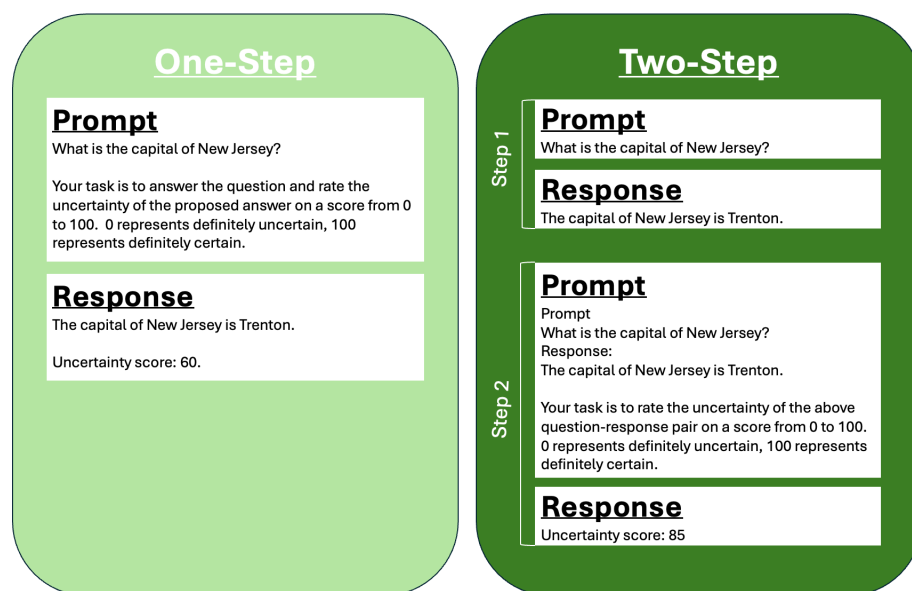 One-Step
Prompt
What is the capital of New Jersey?
Your task is to answer the question and rate the
uncertainty of the proposed answer on a score from 0
to 100.  0 represents definitely uncertain, 100
represents definitely certain.
Response
The capital of New Jersey is Trenton.
Uncertainty score: 60.
Two-Step
Step 1
Prompt
What is the capital of New Jersey?
Response
The capital of New Jersey is Trenton.
Step 2
Prompt
Prompt
What is the capital of New Jersey?
Response:
The capital of New Jersey is Trenton.
Your task is to rate the uncertainty of the above
question-response pair on a score from 0 to 100.
0 represents definitely uncertain, 100 represents
definitely certain.
Response
Uncertainty score: 85